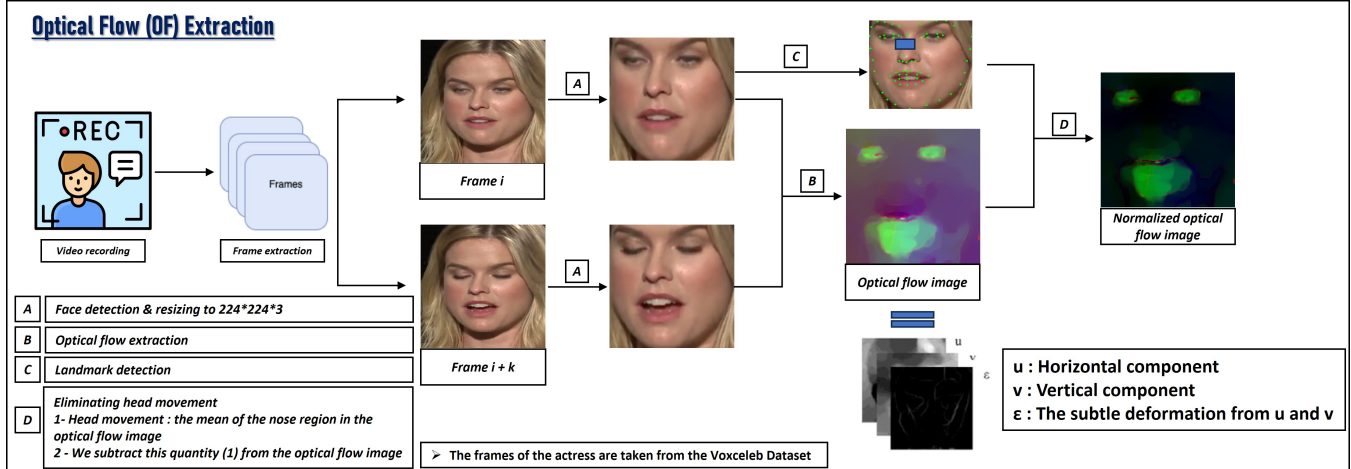 Optical Flow (OF) Extraction
REC
Frames
Video recording
Frame extraction
A
A
Frame i
Frame i + k
C
B
D
Optical flow image
Normalized optical
flow image
u
v
ε
A Face detection & resizing to 224*224*3
B Optical flow extraction
C Landmark detection
D Eliminating head movement
1- Head movement : the mean of the nose region in the
optical flow image
2 - We subtract this quantity (1) from the optical flow image
➢ The frames of the actress are taken from the Voxceleb Dataset
u : Horizontal component
v : Vertical component
ε : The subtle deformation from u and v